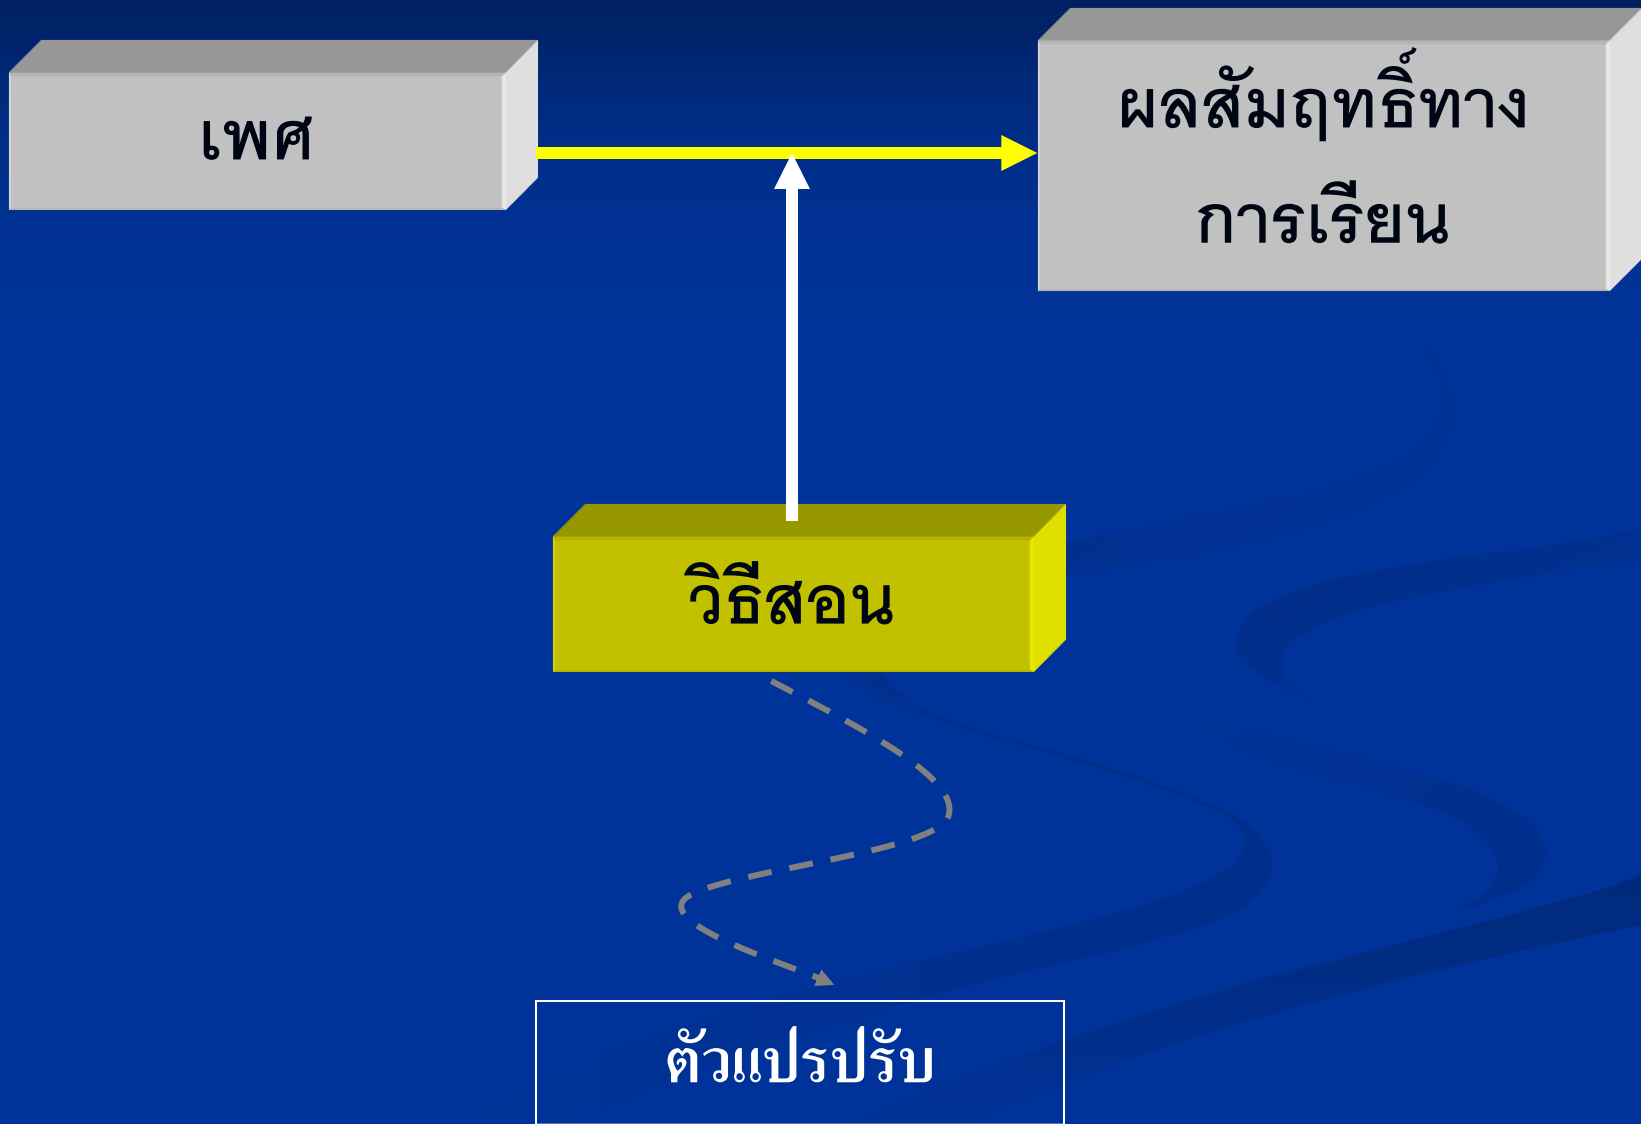 เพศ
ผลสัมฤทธิ์ทาง
การเรียน
วิธีสอน
ตัวแปรปรับ